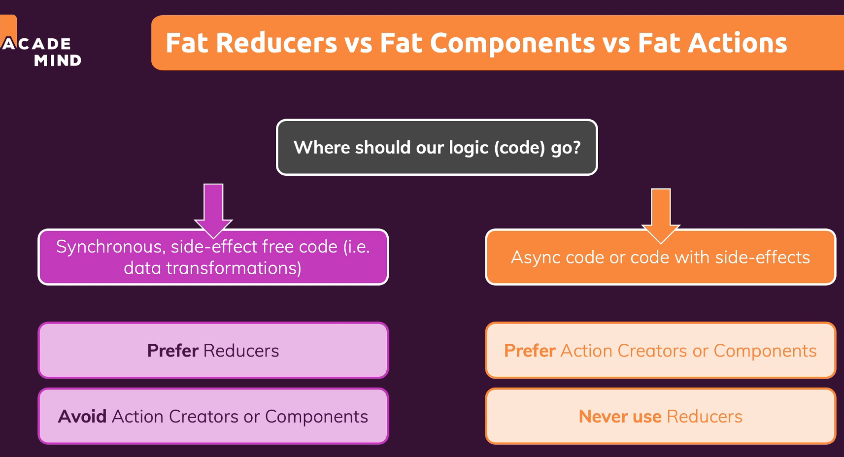 ACADE
MIND
Fat Reducers vs Fat Components vs Fat Actions
Where should our logic (code) go?
Synchronous, side-effect free code (i.e.
data transformations)
Async code or code with side-effects
Prefer Reducers
Prefer Action Creators or Components
Avoid Action Creators or Components
Never use Reducers